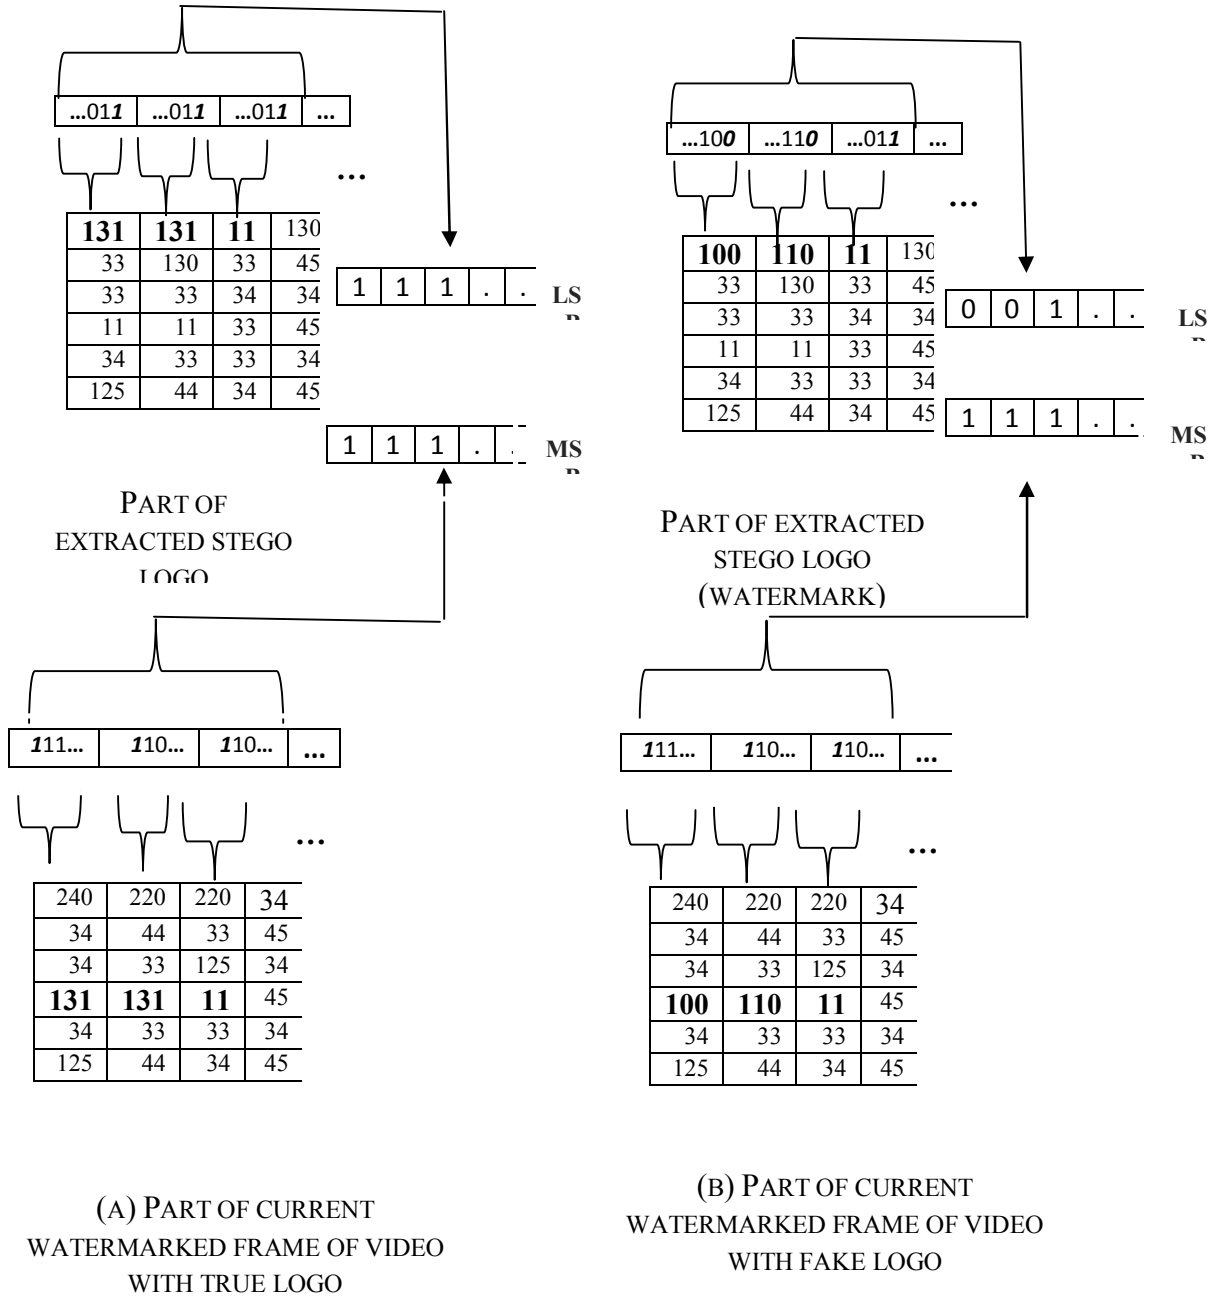 ...011 ...011 ...011 ...
...
131 131 11 130
33 130 33 45
33 33 34 34
11 11 33 45
34 33 33 34
125 44 34 45
1 1 1 . . LS
1 1 1 . . MS
PART OF
EXTRACTED STEGO
LOGO
111... 110... 110... ...
...
240 220 220 34
34 44 33 45
34 33 125 34
131 131 11 45
34 33 33 34
125 44 34 45
(A) PART OF CURRENT
WATERMARKED FRAME OF VIDEO
WITH TRUE LOGO
...100 ...110 ...011 ...
...
100 110 11 130
33 130 33 45
33 33 34 34
11 11 33 45
34 33 33 34
125 44 34 45
0 0 1 . . LS
1 1 1 . . MS
PART OF EXTRACTED
STEGO LOGO
(WATERMARK)
111... 110... 110... ...
...
240 220 220 34
34 44 33 45
34 33 125 34
100 110 11 45
34 33 33 34
125 44 34 45
(B) PART OF CURRENT
WATERMARKED FRAME OF VIDEO
WITH FAKE LOGO